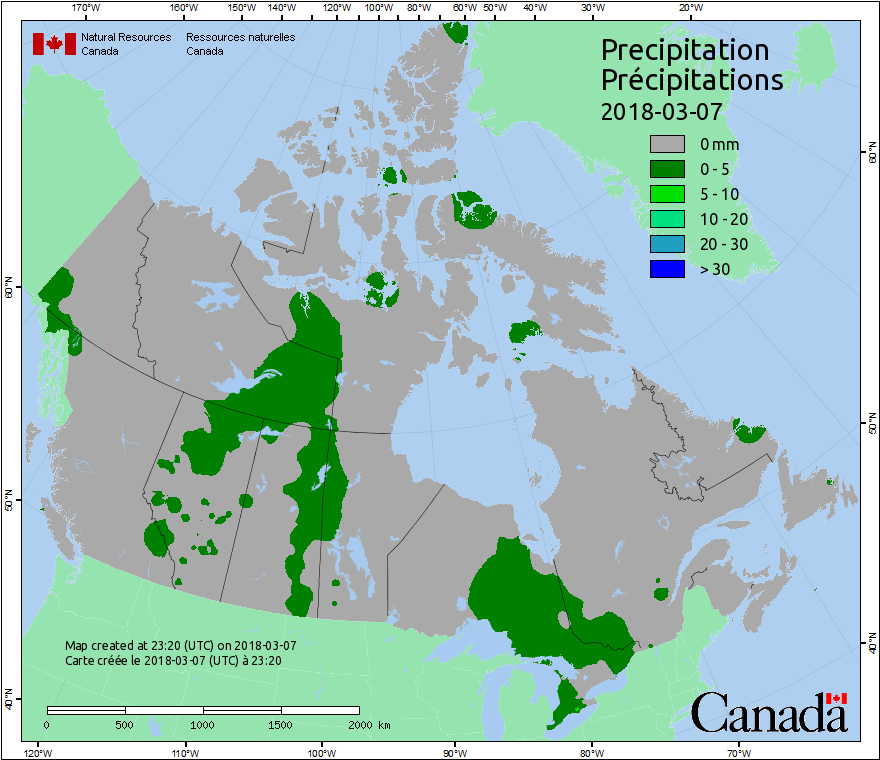 170°W 160°W 150°W 140°W 130°W 120°W 110°W 100°W 90°W 80°W 60°W 50°W 40°W 30°W 20°W
Natural Resources Canada
Ressources naturelles Canada
Precipitation
Précipitations
2018-03-07
0 mm
0 - 5
5 - 10
10 - 20
20 - 30
> 30
60°N
60°N
50°N
50°N
40°N
40°N
Map created at 23:20 (UTC) on 2018-03-07
Carte créée le 2018-03-07 (UTC) à 23:20
0 500 1000 1500 2000 km
Canada
120°W 110°W 100°W 90°W 80°W 70°W